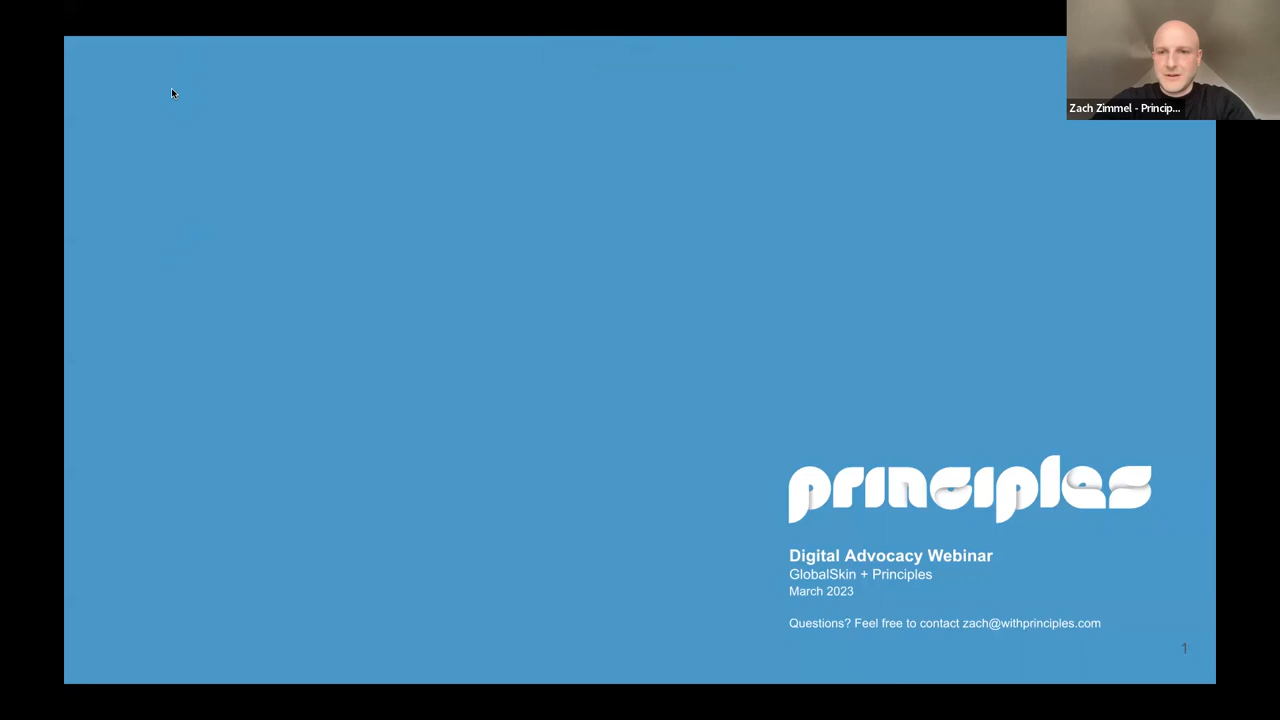 Zach Zimmel - Princip...
principles
Digital Advocacy Webinar
GlobalSkin + Principles
March 2023
Questions? Feel free to contact zach@withprinciples.com
1